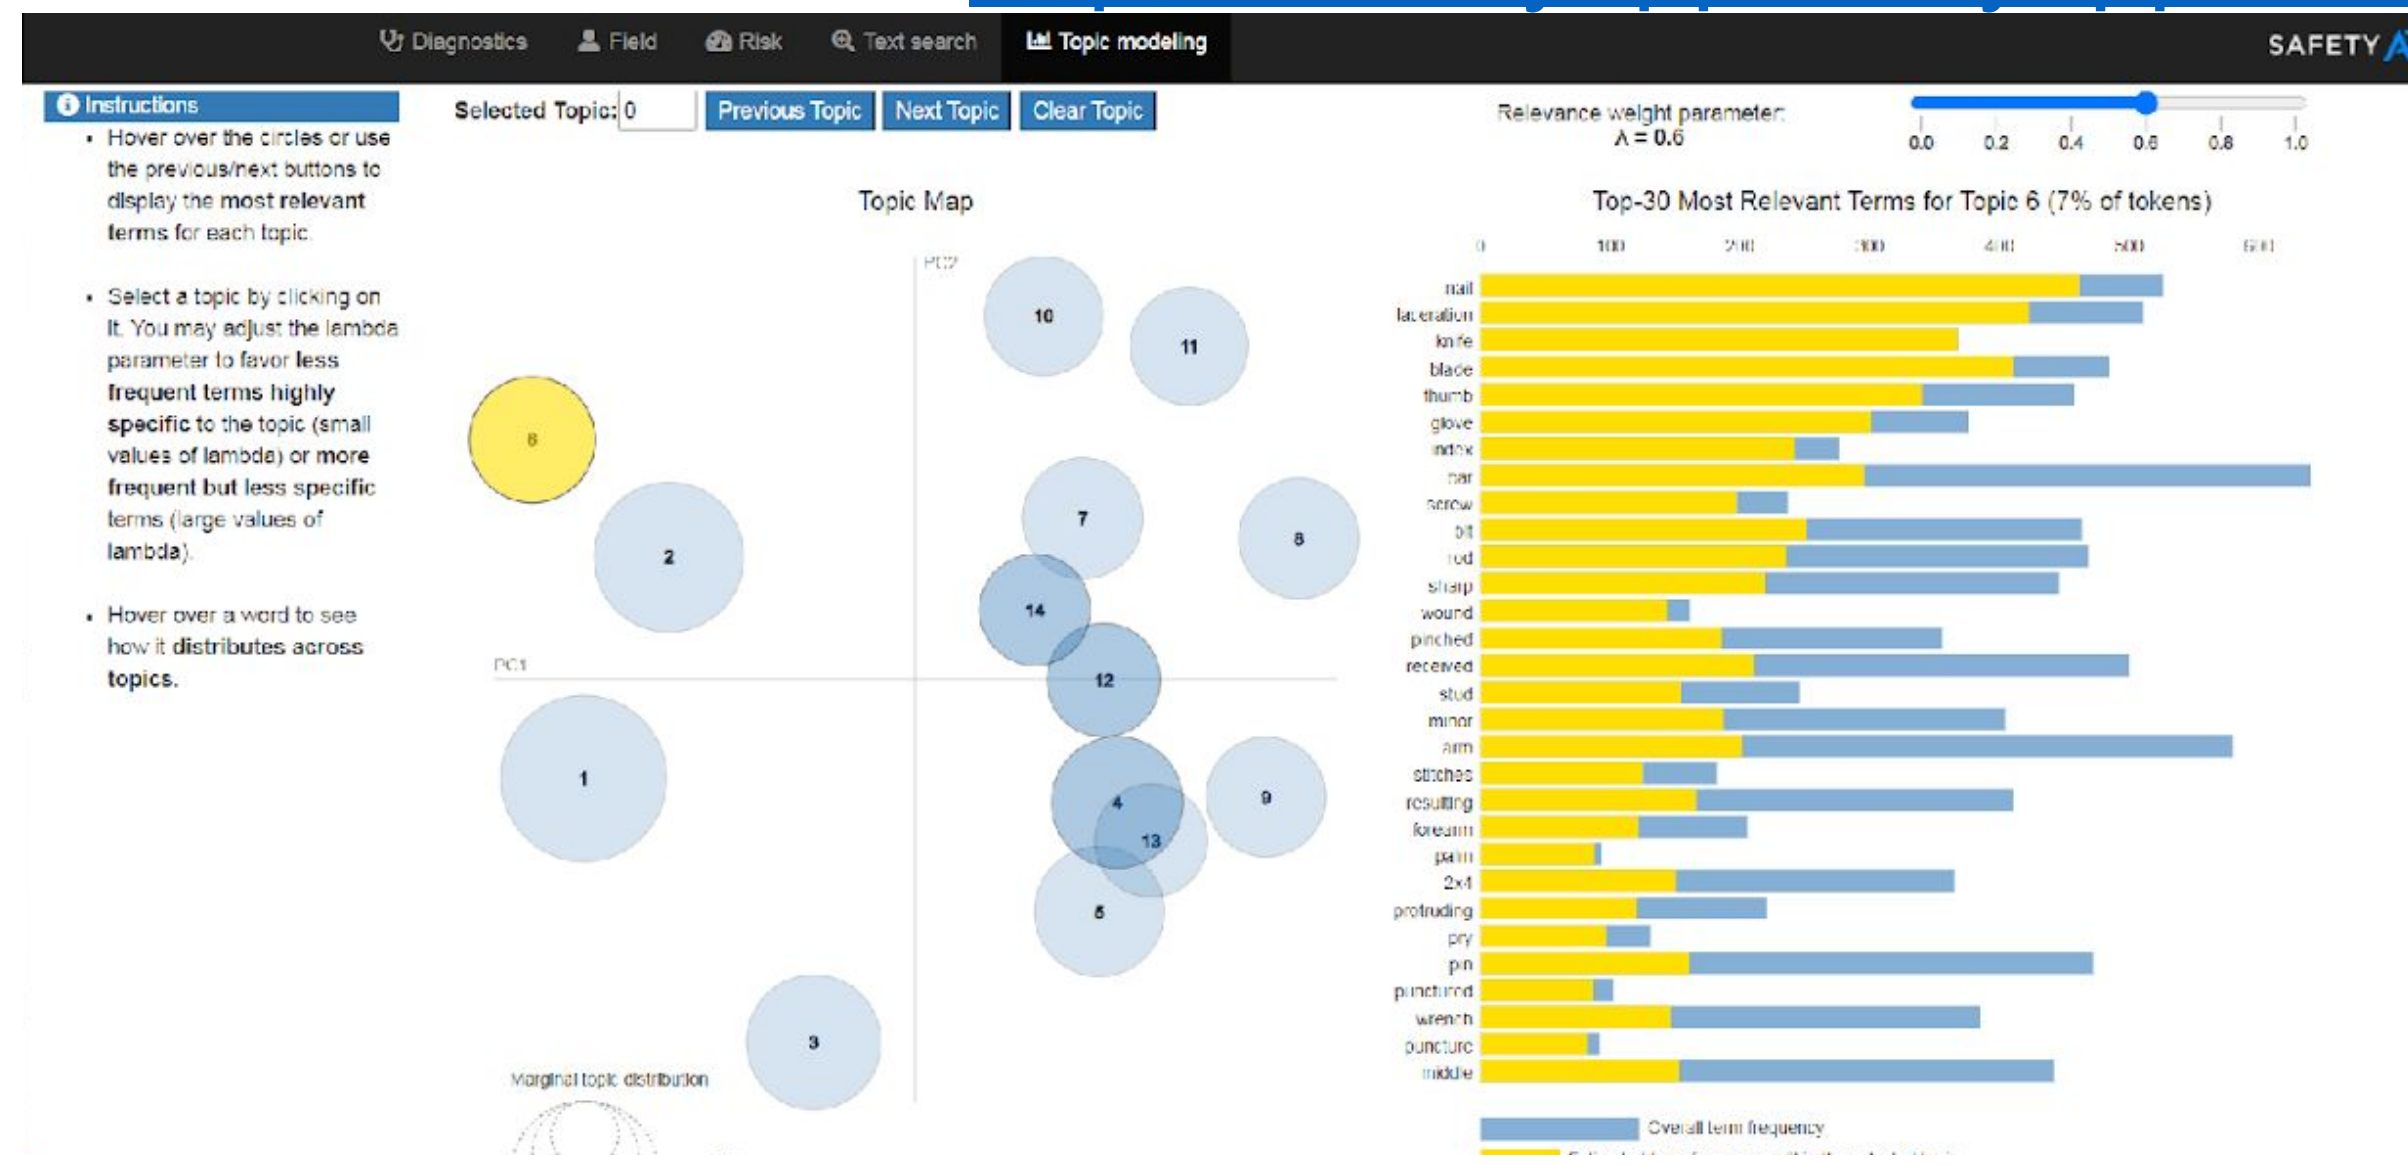 Diagnostics
Field
Risk
Text search
Topic modeling
SAFETY
Instructions
Selected Topic: 0
Previous Topic
Next Topic
Clear Topic
Relevance weight parameter:
λ = 0.6
0.0 0.2 0.4 0.6 0.8 1.0
▪ Hover over the circles or use
the previous/next buttons to
display the most relevant
terms for each topic.
▪ Select a topic by clicking on
it. You may adjust the lambda
parameter to favor less
frequent terms highly
specific to the topic (small
values of lambda) or more
frequent but less specific
terms (large values of
lambda).
▪ Hover over a word to see
how it distributes across
topics.
Topic Map
PC2
PC1
10
11
6
7
8
2
14
12
1
4
9
13
5
3
Marginal topic distribution
Top-30 Most Relevant Terms for Topic 6 (7% of tokens)
0 100 200 300 400 500 600
nail
laceration
knife
blade
thumb
glove
index
screw
rod
sharp
wound
pinched
received
stud
minor
arm
stitches
resulting
forearm
palm
2x4
protruding
pry
pin
punctured
wrench
puncture
middle
Overall term frequency